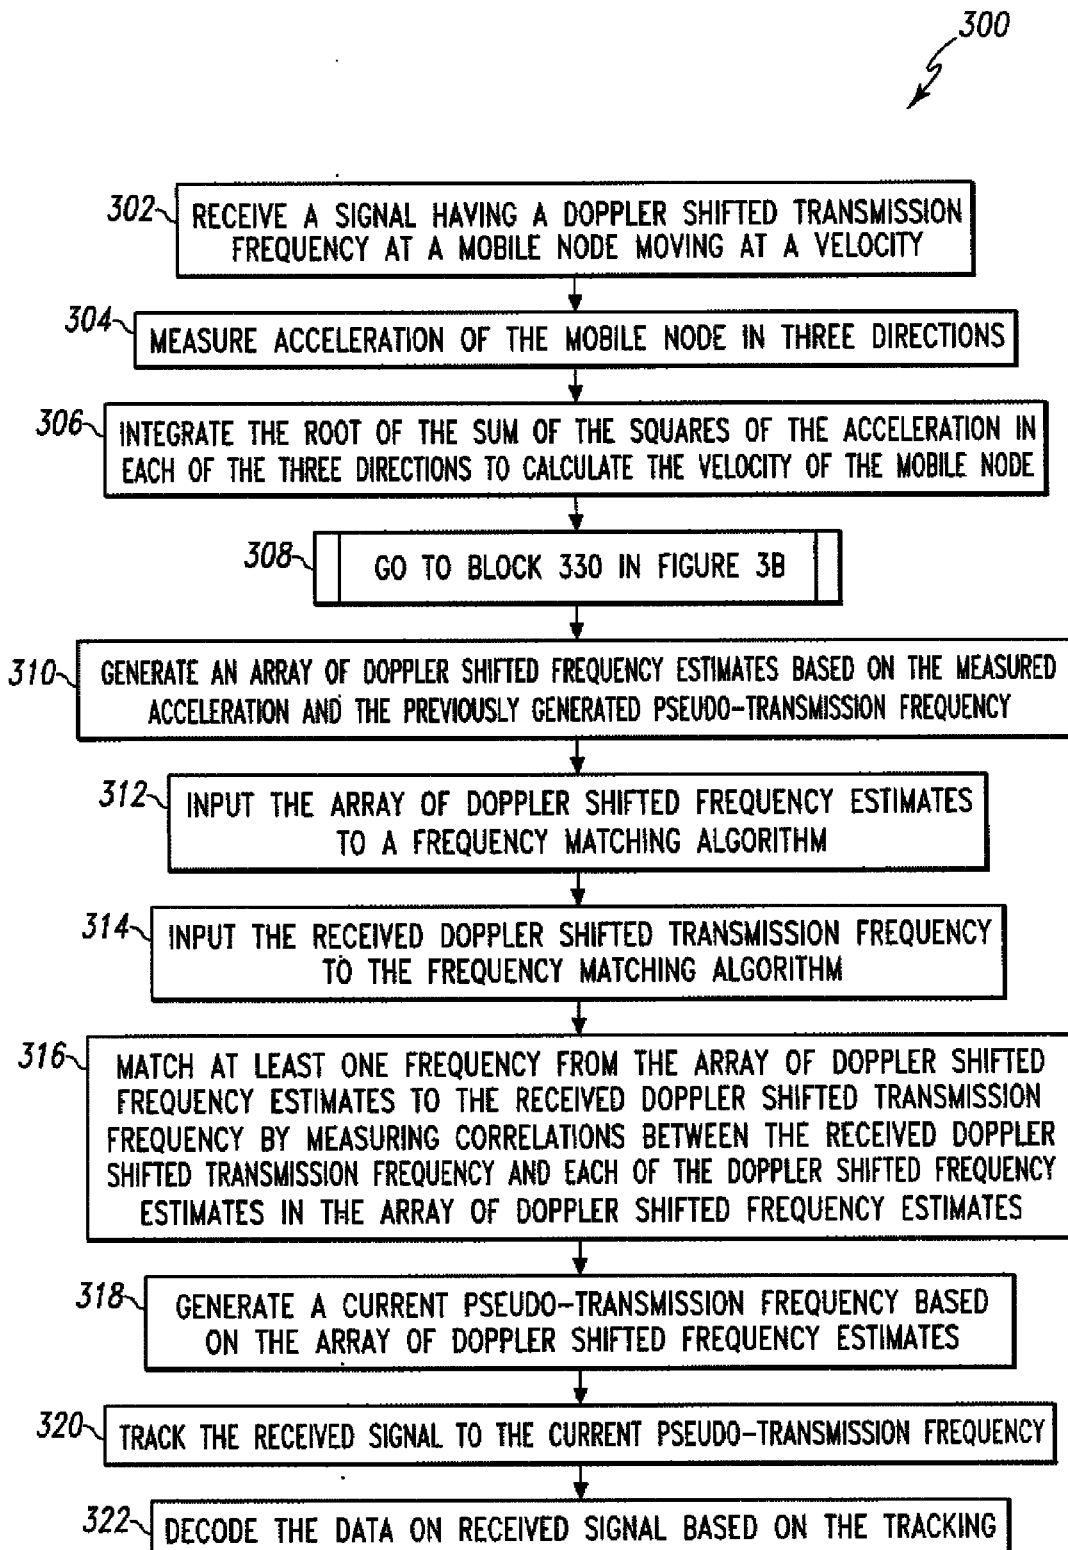 300
302
RECEIVE A SIGNAL HAVING A DOPPLER SHIFTED TRANSMISSION
FREQUENCY AT A MOBILE NODE MOVING AT A VELOCITY
304
MEASURE ACCELERATION OF THE MOBILE NODE IN THREE DIRECTIONS
306
INTEGRATE THE ROOT OF THE SUM OF THE SQUARES OF THE ACCELERATION IN
EACH OF THE THREE DIRECTIONS TO CALCULATE THE VELOCITY OF THE MOBILE NODE
308
GO TO BLOCK 330 IN FIGURE 3B
310
GENERATE AN ARRAY OF DOPPLER SHIFTED FREQUENCY ESTIMATES BASED ON THE MEASURED
ACCELERATION AND THE PREVIOUSLY GENERATED PSEUDO-TRANSMISSION FREQUENCY
312
INPUT THE ARRAY OF DOPPLER SHIFTED FREQUENCY ESTIMATES
TO A FREQUENCY MATCHING ALGORITHM
314
INPUT THE RECEIVED DOPPLER SHIFTED TRANSMISSION FREQUENCY
TO THE FREQUENCY MATCHING ALGORITHM
316
MATCH AT LEAST ONE FREQUENCY FROM THE ARRAY OF DOPPLER SHIFTED
FREQUENCY ESTIMATES TO THE RECEIVED DOPPLER SHIFTED TRANSMISSION
FREQUENCY BY MEASURING CORRELATIONS BETWEEN THE RECEIVED DOPPLER
SHIFTED TRANSMISSION FREQUENCY AND EACH OF THE DOPPLER SHIFTED FREQUENCY
ESTIMATES IN THE ARRAY OF DOPPLER SHIFTED FREQUENCY ESTIMATES
318
GENERATE A CURRENT PSEUDO-TRANSMISSION FREQUENCY BASED
ON THE ARRAY OF DOPPLER SHIFTED FREQUENCY ESTIMATES
320
TRACK THE RECEIVED SIGNAL TO THE CURRENT PSEUDO-TRANSMISSION FREQUENCY
322
DECODE THE DATA ON RECEIVED SIGNAL BASED ON THE TRACKING